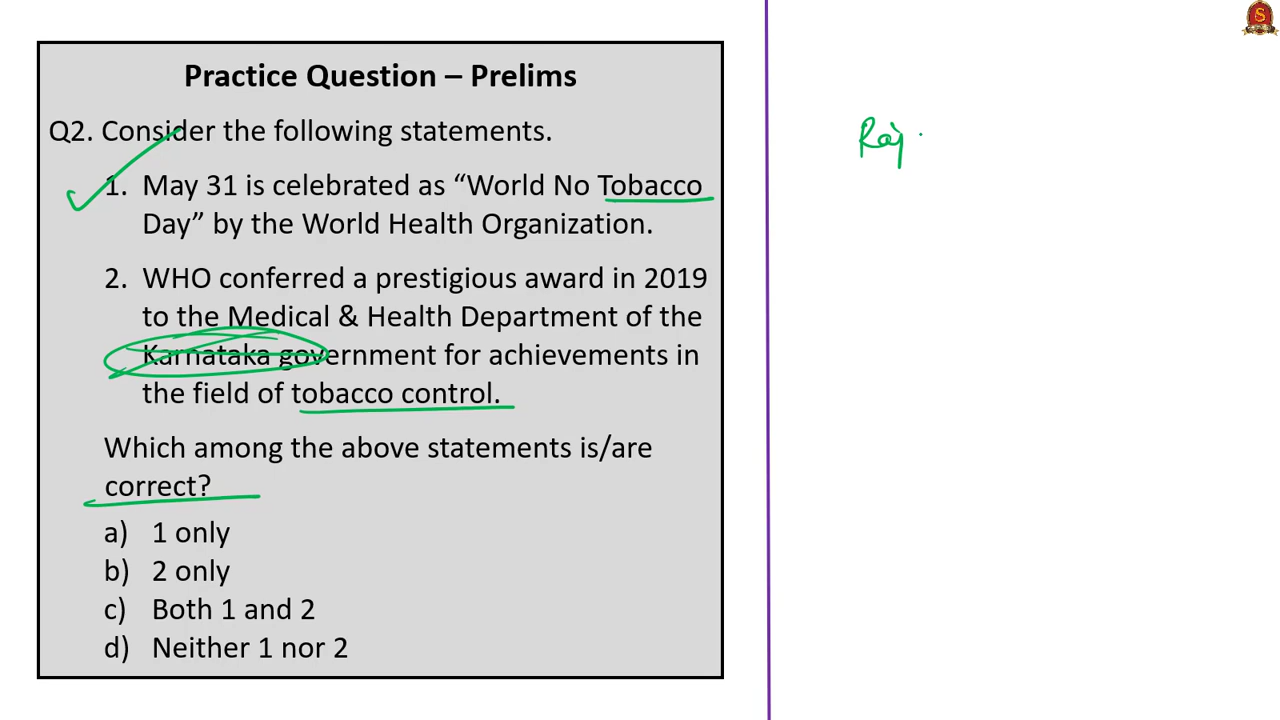 Practice Question – Prelims
Q2. Consider the following statements.
1. May 31 is celebrated as “World No Tobacco
Day” by the World Health Organization.
2. WHO conferred a prestigious award in 2019
to the Medical & Health Department of the
Karnataka government for achievements in
the field of tobacco control.
Which among the above statements is/are
correct?
a) 1 only
b) 2 only
c) Both 1 and 2
d) Neither 1 nor 2
Raj